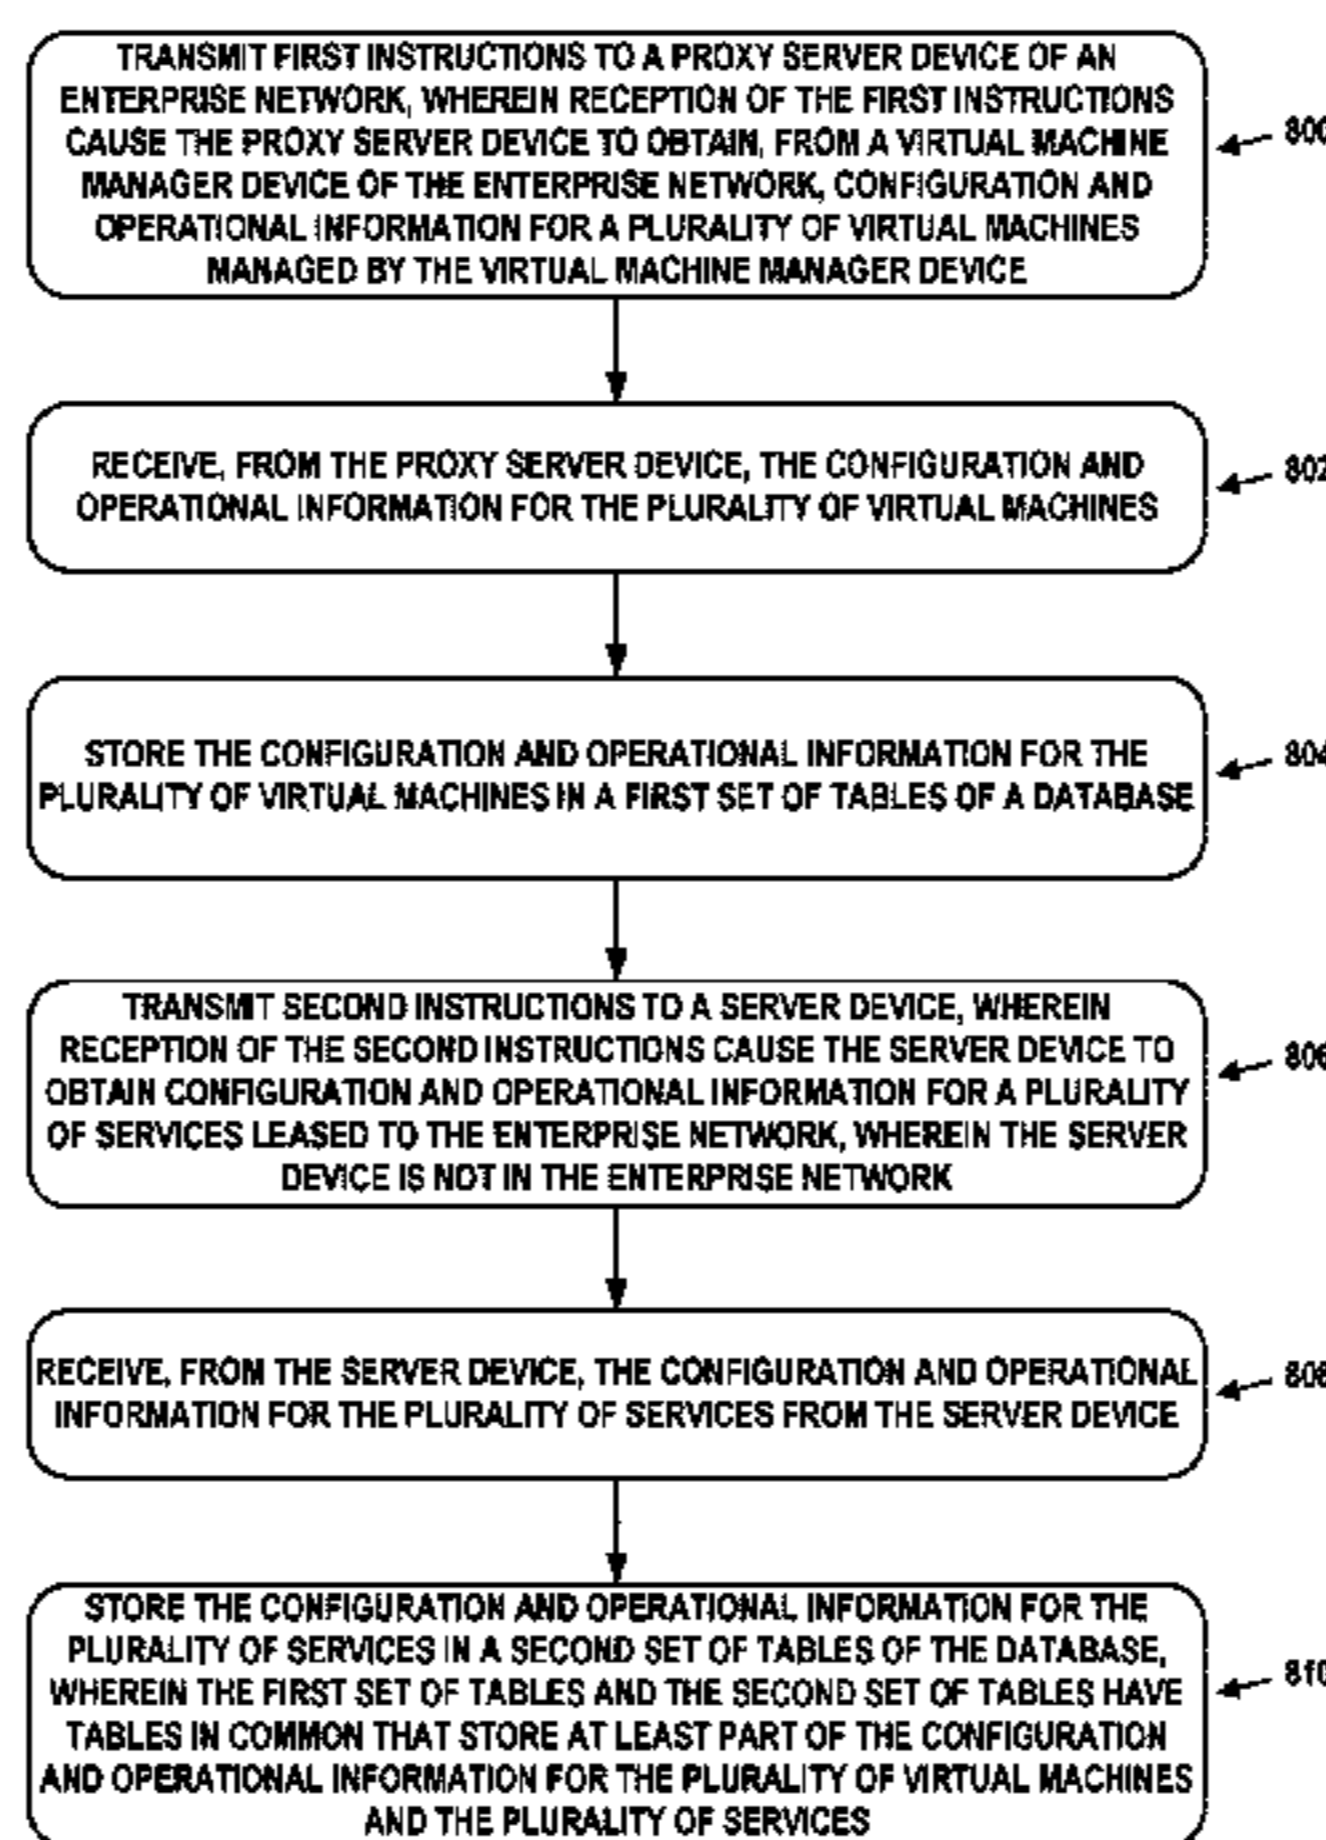 TRANSMIT FIRST INSTRUCTIONS TO A PROXY SERVER DEVICE OF AN
ENTERPRISE NETWORK, WHEREIN RECEPTION OF THE FIRST INSTRUCTIONS
CAUSE THE PROXY SERVER DEVICE TO OBTAIN, FROM A VIRTUAL MACHINE
MANAGER DEVICE OF THE ENTERPRISE NETWORK, CONFIGURATION AND
OPERATIONAL INFORMATION FOR A PLURALITY OF VIRTUAL MACHINES
MANAGED BY THE VIRTUAL MACHINE MANAGER DEVICE
800
RECEIVE, FROM THE PROXY SERVER DEVICE, THE CONFIGURATION AND
OPERATIONAL INFORMATION FOR THE PLURALITY OF VIRTUAL MACHINES
802
STORE THE CONFIGURATION AND OPERATIONAL INFORMATION FOR THE
PLURALITY OF VIRTUAL MACHINES IN A FIRST SET OF TABLES OF A DATABASE
804
TRANSMIT SECOND INSTRUCTIONS TO A SERVER DEVICE, WHEREIN
RECEPTION OF THE SECOND INSTRUCTIONS CAUSE THE SERVER DEVICE TO
OBTAIN CONFIGURATION AND OPERATIONAL INFORMATION FOR A PLURALITY
OF SERVICES LEASED TO THE ENTERPRISE NETWORK, WHEREIN THE SERVER
DEVICE IS NOT IN THE ENTERPRISE NETWORK
806
RECEIVE, FROM THE SERVER DEVICE, THE CONFIGURATION AND OPERATIONAL
INFORMATION FOR THE PLURALITY OF SERVICES FROM THE SERVER DEVICE
808
STORE THE CONFIGURATION AND OPERATIONAL INFORMATION FOR THE
PLURALITY OF SERVICES IN A SECOND SET OF TABLES OF THE DATABASE,
WHEREIN THE FIRST SET OF TABLES AND THE SECOND SET OF TABLES HAVE
TABLES IN COMMON THAT STORE AT LEAST PART OF THE CONFIGURATION
AND OPERATIONAL INFORMATION FOR THE PLURALITY OF VIRTUAL MACHINES
AND THE PLURALITY OF SERVICES
810